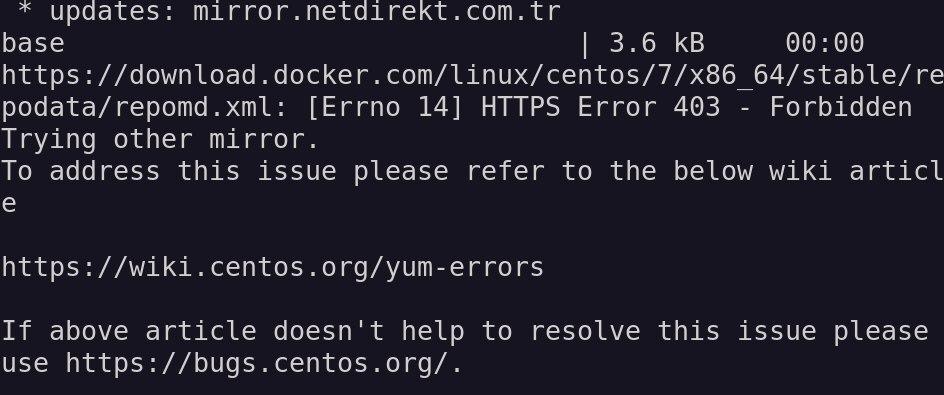 * updates: mirror.netdirekt.com.tr
base | 3.6 kB 00:00
https://download.docker.com/linux/centos/7/x86_64/stable/re
podata/repomd.xml: [Errno 14] HTTPS Error 403 - Forbidden
Trying other mirror.
To address this issue please refer to the below wiki articl
e
https://wiki.centos.org/yum-errors
If above article doesn't help to resolve this issue please
use https://bugs.centos.org/.